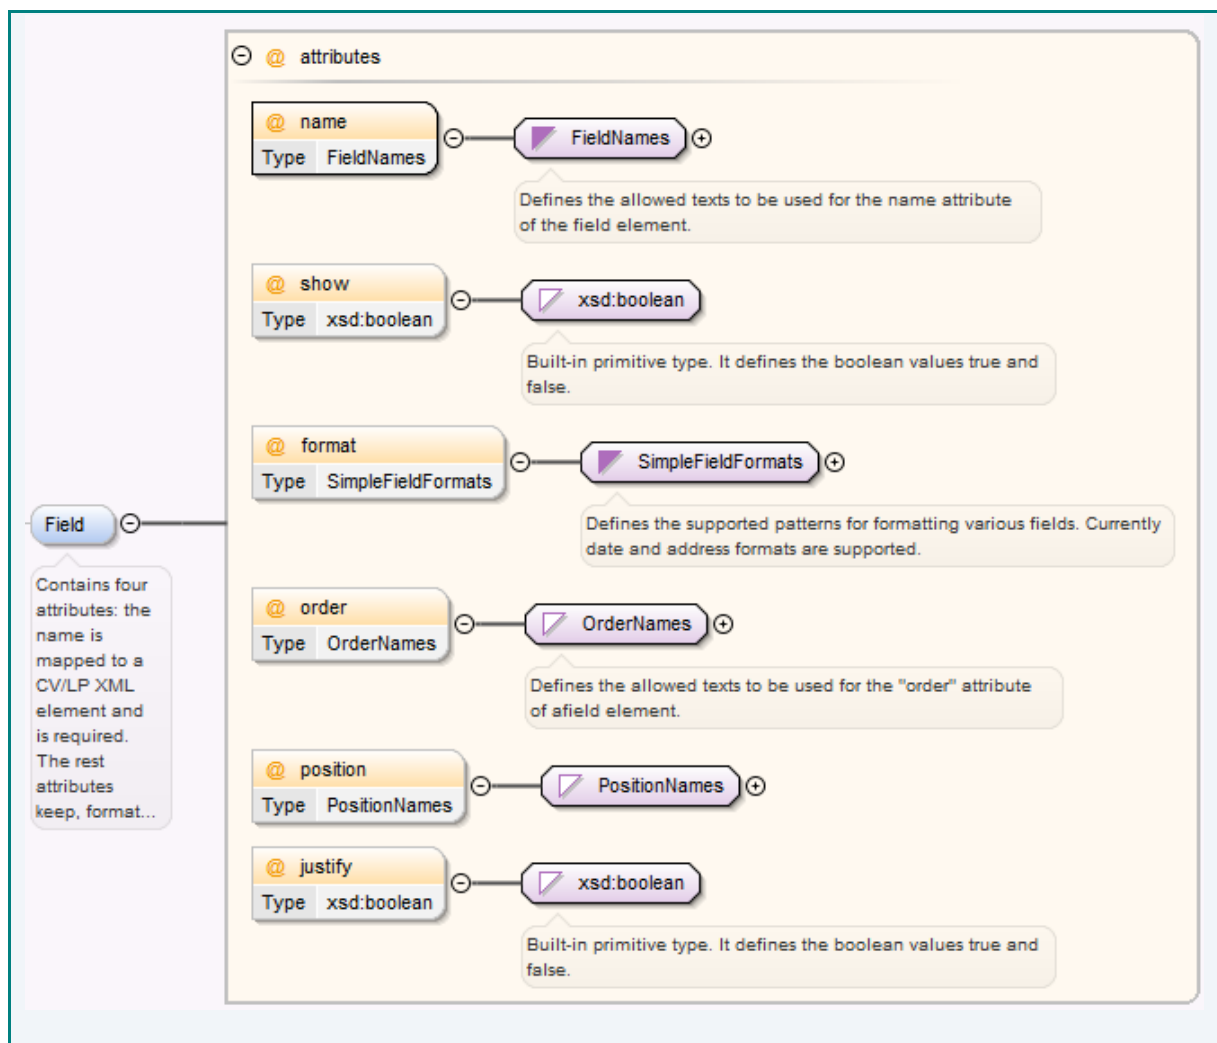 @ attributes
@ name
Type FieldNames
FieldNames
Defines the allowed texts to be used for the name attribute
of the field element.
@ show
Type xsd:boolean
xsd:boolean
Built-in primitive type. It defines the boolean values true and
false.
@ format
Type SimpleFieldFormats
SimpleFieldFormats
Defines the supported patterns for formatting various fields. Currently
date and address formats are supported.
Field
Contains four
attributes: the
name is
mapped to a
CV/LP XML
element and
is required.
The rest
attributes
keep, format...
@ order
Type OrderNames
OrderNames
Defines the allowed texts to be used for the "order" attribute
of afield element.
@ position
Type PositionNames
PositionNames
@ justify
Type xsd:boolean
xsd:boolean
Built-in primitive type. It defines the boolean values true and
false.